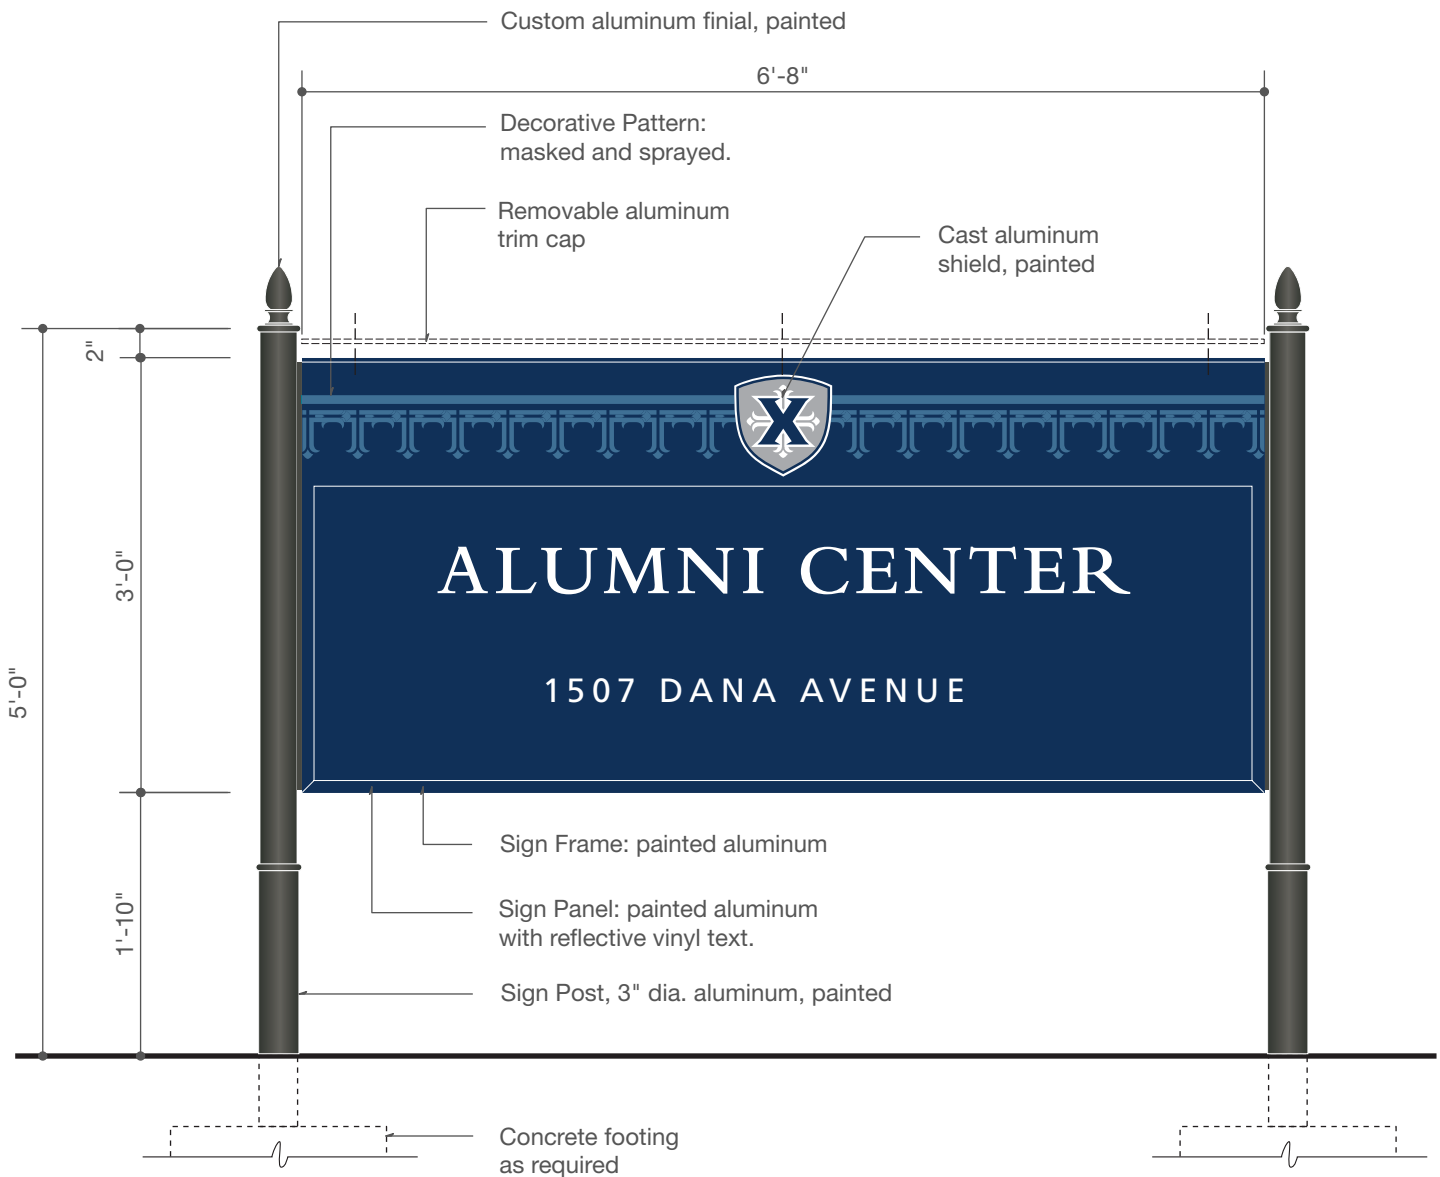 Custom aluminum finial, painted
6'-8"
Decorative Pattern:
masked and sprayed.
Removable aluminum
trim cap
Cast aluminum
shield, painted
2"
X
3'-0"
ALUMNI CENTER
5'-0"
1507 DANA AVENUE
Sign Frame: painted aluminum
1'-10"
Sign Panel: painted aluminum
with reflective vinyl text.
Sign Post, 3" dia. aluminum, painted
Concrete footing
as required